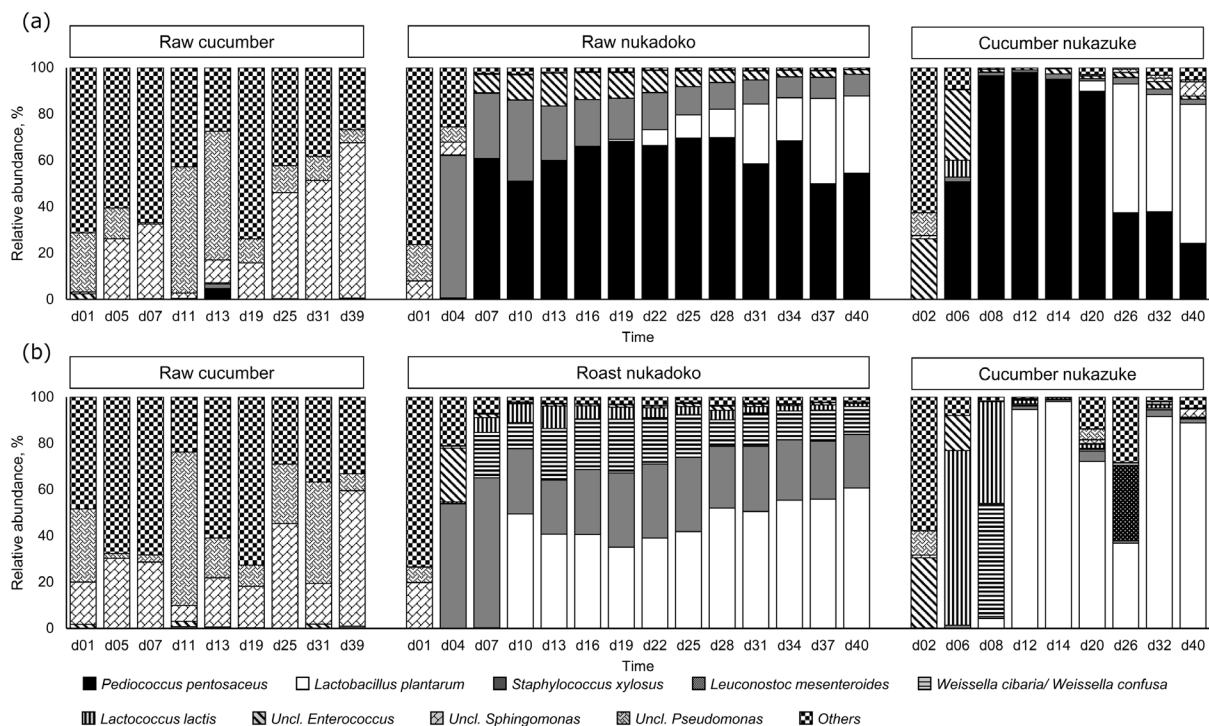 (a)
Raw cucumber Raw nukadoko Cucumber nukazuke
Relative abundance, %
100
80
60
40
20
0
d01 d05 d07 d11 d13 d19 d25 d31 d39 d01 d04 d07 d10 d13 d16 d19 d22 d25 d28 d31 d34 d37 d40 d02 d06 d08 d12 d14 d20 d26 d32 d40
Time
(b)
Raw cucumber Roast nukadoko Cucumber nukazuke
Relative abundance, %
100
80
60
40
20
0
d01 d05 d07 d11 d13 d19 d25 d31 d39 d01 d04 d07 d10 d13 d16 d19 d22 d25 d28 d31 d34 d37 d40 d02 d06 d08 d12 d14 d20 d26 d32 d40
Time
Pediococcus pentosaceus Lactobacillus plantarum Staphylococcus xylosus Leuconostoc mesenteroides Weissella cibaria/ Weissella confusa
Lactococcus lactis Uncl. Enterococcus Uncl. Sphingomonas Uncl. Pseudomonas Others